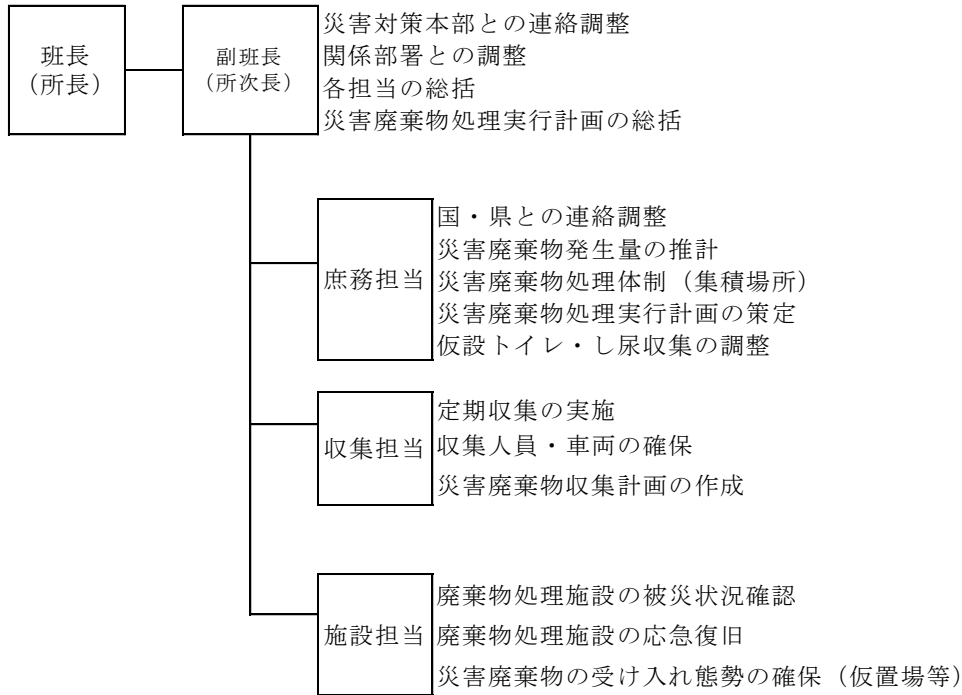 班長
（所長）
副班長
（所次長）
災害対策本部との連絡調整
関係部署との調整
各担当の総括
災害廃棄物処理実行計画の総括
庶務担当
国・県との連絡調整
災害廃棄物発生量の推計
災害廃棄物処理体制（集積場所）
災害廃棄物処理実行計画の策定
仮設トイレ・し尿収集の調整
収集担当
定期収集の実施
収集人員・車両の確保
災害廃棄物収集計画の作成
施設担当
廃棄物処理施設の被災状況確認
廃棄物処理施設の応急復旧
災害廃棄物の受け入れ態勢の確保（仮置場等）